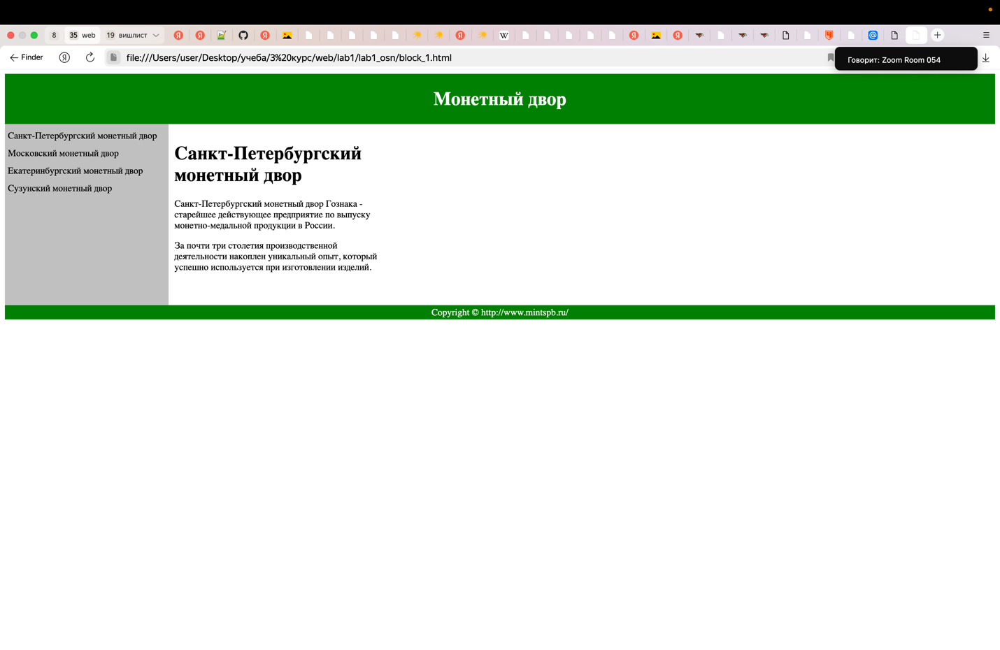 8
35 web
19 вишлист
Finder
file:///Users/user/Desktop/учеба/3%20курс/web/lab1/lab1_osn/block_1.html
Говорит: Zoom Room 054
Монетный двор
Санкт-Петербургский монетный двор
Московский монетный двор
Екатеринбургский монетный двор
Сузунский монетный двор
Санкт-Петербургский
монетный двор
Санкт-Петербургский монетный двор Гознака -
старейшее действующее предприятие по выпуску
монетно-медальной продукции в России.
За почти три столетия производственной
деятельности накоплен уникальный опыт, который
успешно используется при изготовлении изделий.
Copyright © http://www.mintspb.ru/